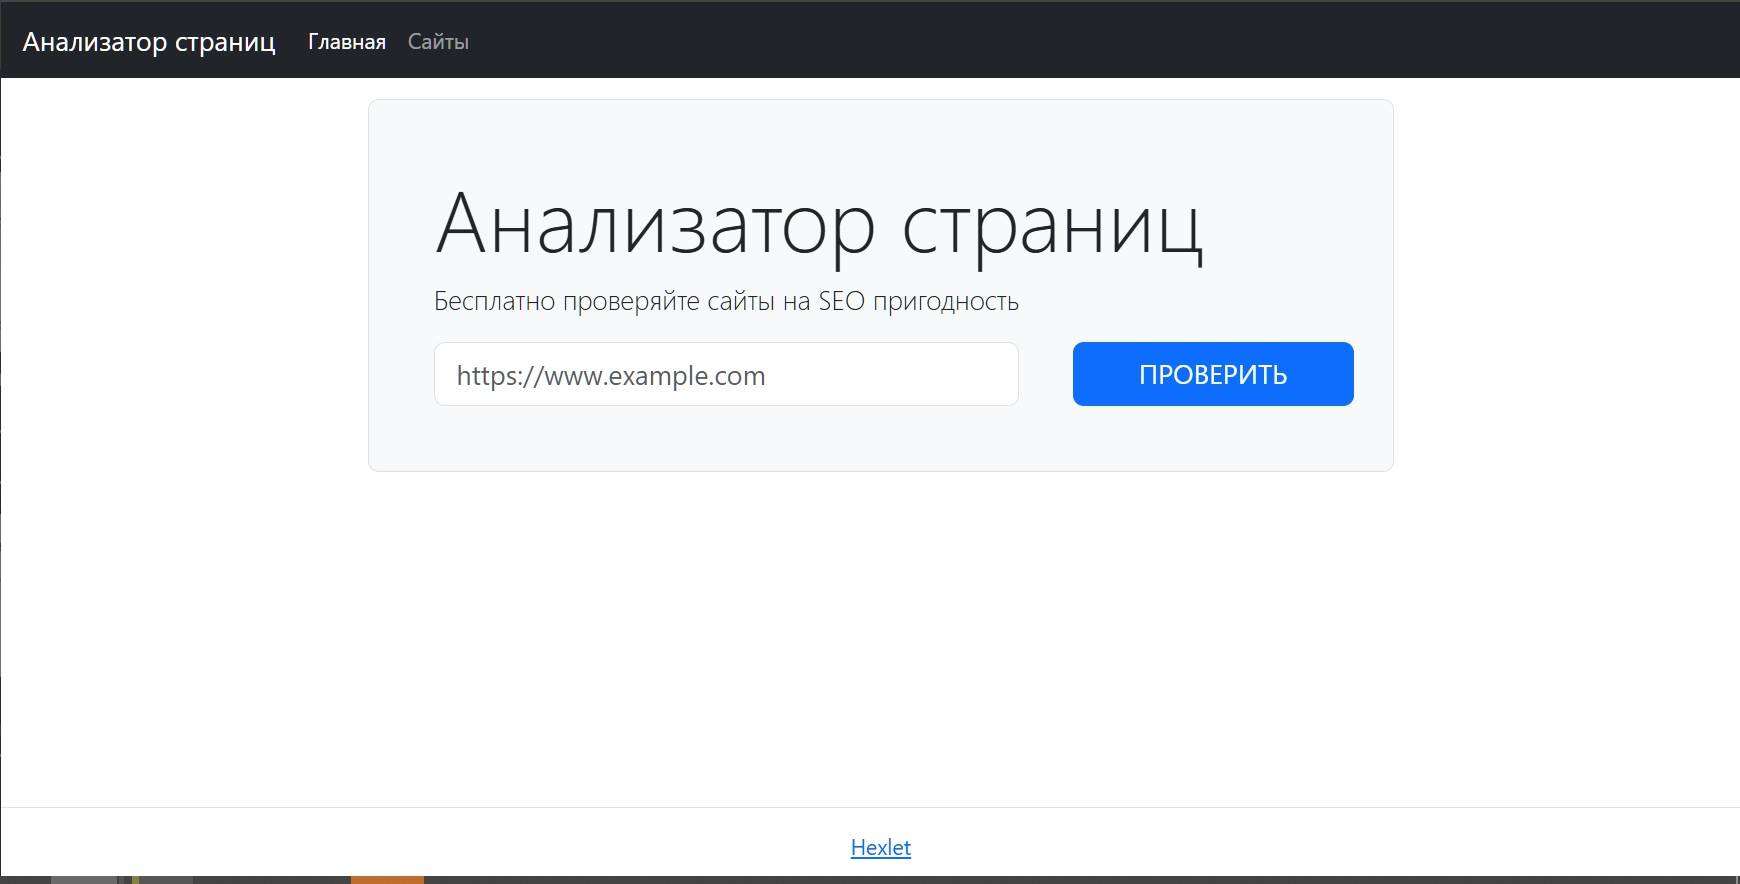 Анализатор страниц Главная Сайты
Анализатор страниц
Бесплатно проверяйте сайты на SEO пригодность
https://www.example.com ПРОВЕРИТЬ
Hexlet